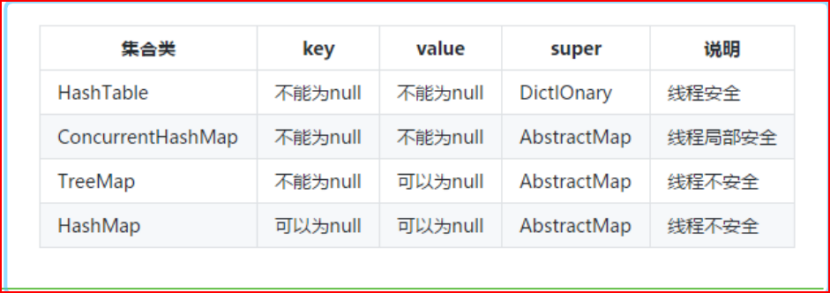 集合类 key value super 说明
HashTable 不能为null 不能为null DictIOnary 线程安全
ConcurrentHashMap 不能为null 不能为null AbstractMap 线程局部安全
TreeMap 不能为null 可以为null AbstractMap 线程不安全
HashMap 可以为null 可以为null AbstractMap 线程不安全